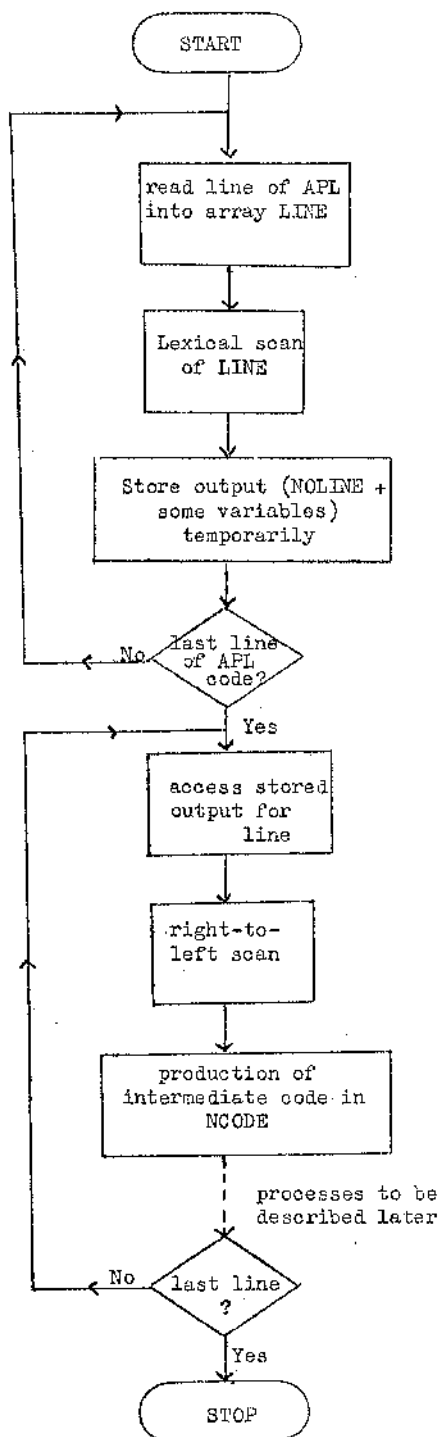 START
read line of APL
into array LINE
Lexical scan
of LINE
Store output (NOLINE +
some variables)
temporarily
last line
of APL
code?
No
Yes
access stored
output for
line
right-to-
left scan
production of
intermediate code in
NCODE
processes to be
described later
No
last line
?
Yes
STOP